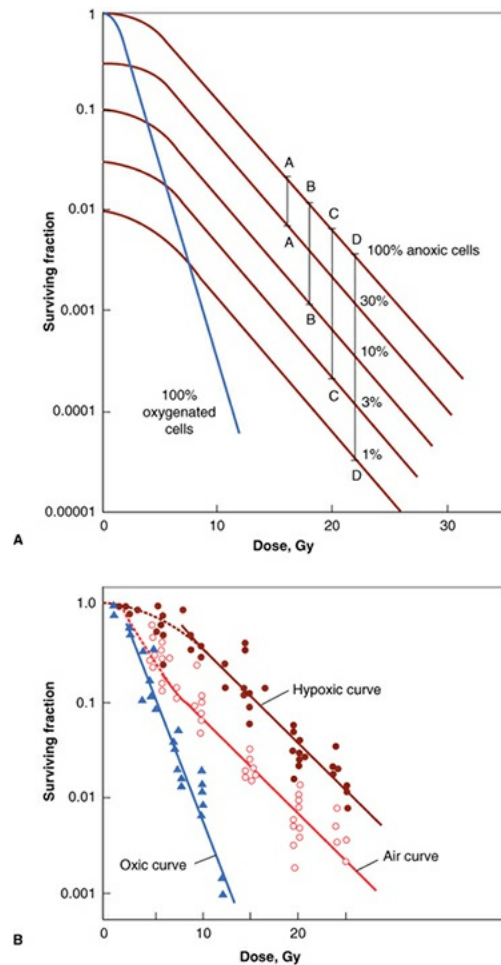 1
0.1
0.01
0.001
0.0001
0.00001
Surviving fraction
A
B
C
D
100% anoxic cells
A
30%
B
10%
C
3%
1%
D
100%
oxygenated
cells
0
10
20
30
A
Dose, Gy
1.0
0.1
0.01
0.001
Surviving fraction
Hypoxic curve
Oxic curve
Air curve
0
10
20
B
Dose, Gy